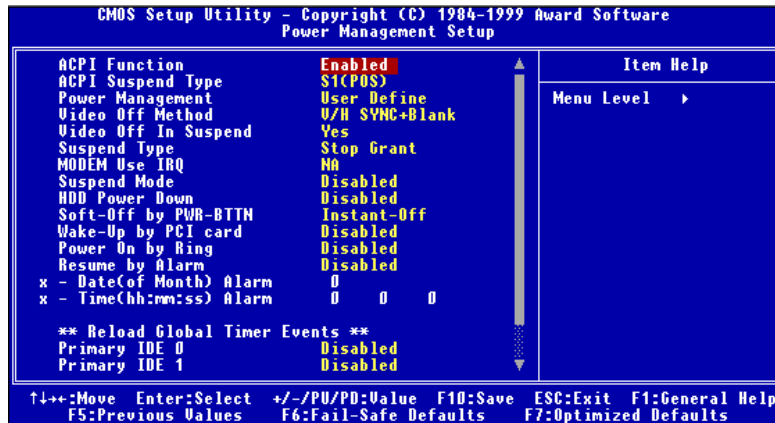 CMOS Setup Utility - Copyright (C) 1984-1999 Award Software
Power Management Setup
ACPI Function Enabled
ACPI Suspend Type S1(POS)
Power Management User Define
Video Off Method V/H SYNC+Blank
Video Off In Suspend Yes
Suspend Type Stop Grant
MODEM Use IRQ NA
Suspend Mode Disabled
HDD Power Down Disabled
Soft-Off by PWR-BTTN Instant-Off
Wake-Up by PCI card Disabled
Power On by Ring Disabled
Resume by Alarm Disabled
x - Date(of Month) Alarm 0
x - Time(hh:mm:ss) Alarm 0 0 0
** Reload Global Timer Events **
Primary IDE 0 Disabled
Primary IDE 1 Disabled
Item Help
Menu Level ▸
↑↓→←:Move Enter:Select +/-/PU/PD:Value F10:Save ESC:Exit F1:General Help
F5:Previous Values F6:Fail-Safe Defaults F7:Optimized Defaults